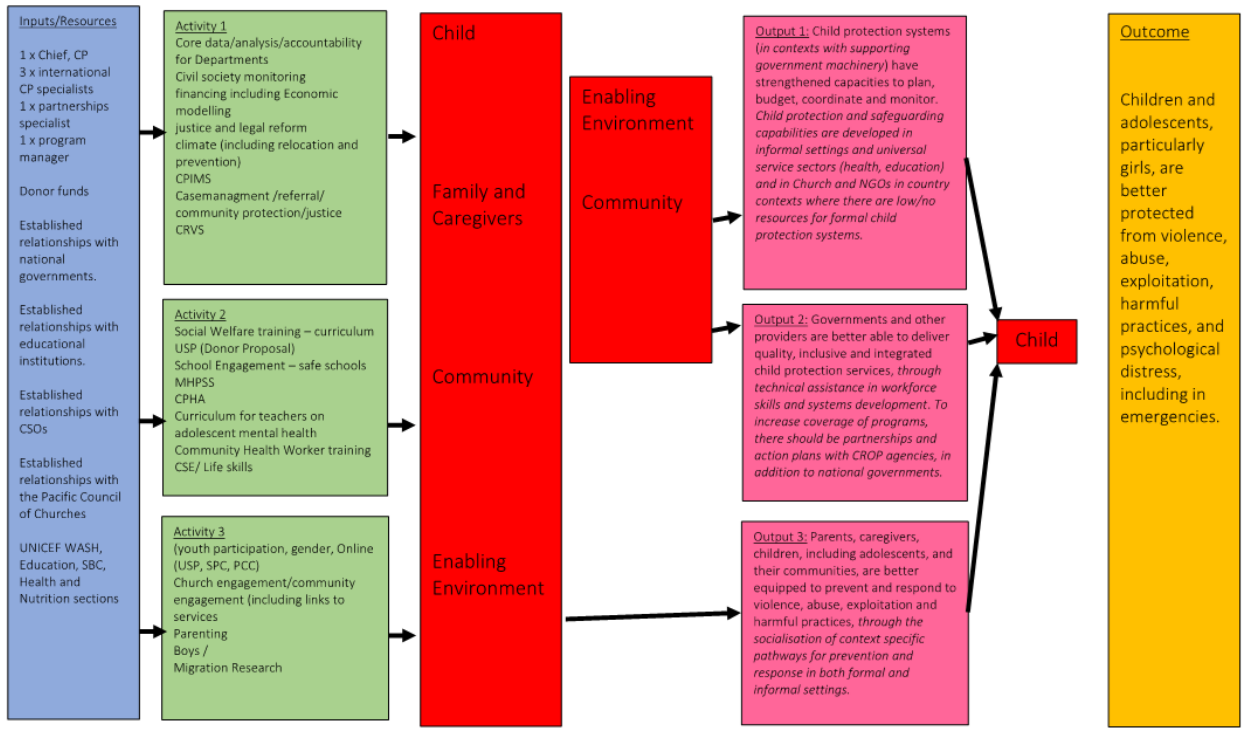 Inputs/Resources
1 x Chief, CP
3 x international
CP specialists
1 x partnerships
specialist
1 x program
manager
Donor funds
Established
relationships with
national
governments.
Established
relationships with
educational
institutions.
Established
relationships with
CSOs
Established
relationships with
the Pacific Council
of Churches
UNICEF WASH,
Education, SBC,
Health and
Nutrition sections
Activity 1
Core data/analysis/accountability
for Departments
Civil society monitoring
financing including Economic
modelling
justice and legal reform
climate (including relocation and
prevention)
CPIMS
Casemanagment /referral/
community protection/justice
CRVS
Activity 2
Social Welfare training – curriculum
USP (Donor Proposal)
School Engagement – safe schools
MHPSS
CPHA
Curriculum for teachers on
adolescent mental health
Community Health Worker training
CSE/ Life skills
Activity 3
(youth participation, gender, Online
(USP, SPC, PCC)
Church engagement/community
engagement (including links to
services
Parenting
Boys /
Migration Research
Child
Family and
Caregivers
Community
Enabling
Environment
Enabling
Environment
Community
Output 1: Child protection systems
(in contexts with supporting
government machinery) have
strengthened capacities to plan,
budget, coordinate and monitor.
Child protection and safeguarding
capabilities are developed in
informal settings and universal
service sectors (health, education)
and in Church and NGOs in country
contexts where there are low/no
resources for formal child
protection systems.
Output 2: Governments and other
providers are better able to deliver
quality, inclusive and integrated
child protection services, through
technical assistance in workforce
skills and systems development. To
increase coverage of programs,
there should be partnerships and
action plans with CROP agencies, in
addition to national governments.
Output 3: Parents, caregivers,
children, including adolescents, and
their communities, are better
equipped to prevent and respond to
violence, abuse, exploitation and
harmful practices, through the
socialisation of context specific
pathways for prevention and
response in both formal and
informal settings.
Child
Outcome
Children and
adolescents,
particularly
girls, are
better
protected
from violence,
abuse,
exploitation,
harmful
practices, and
psychological
distress,
including in
emergencies.